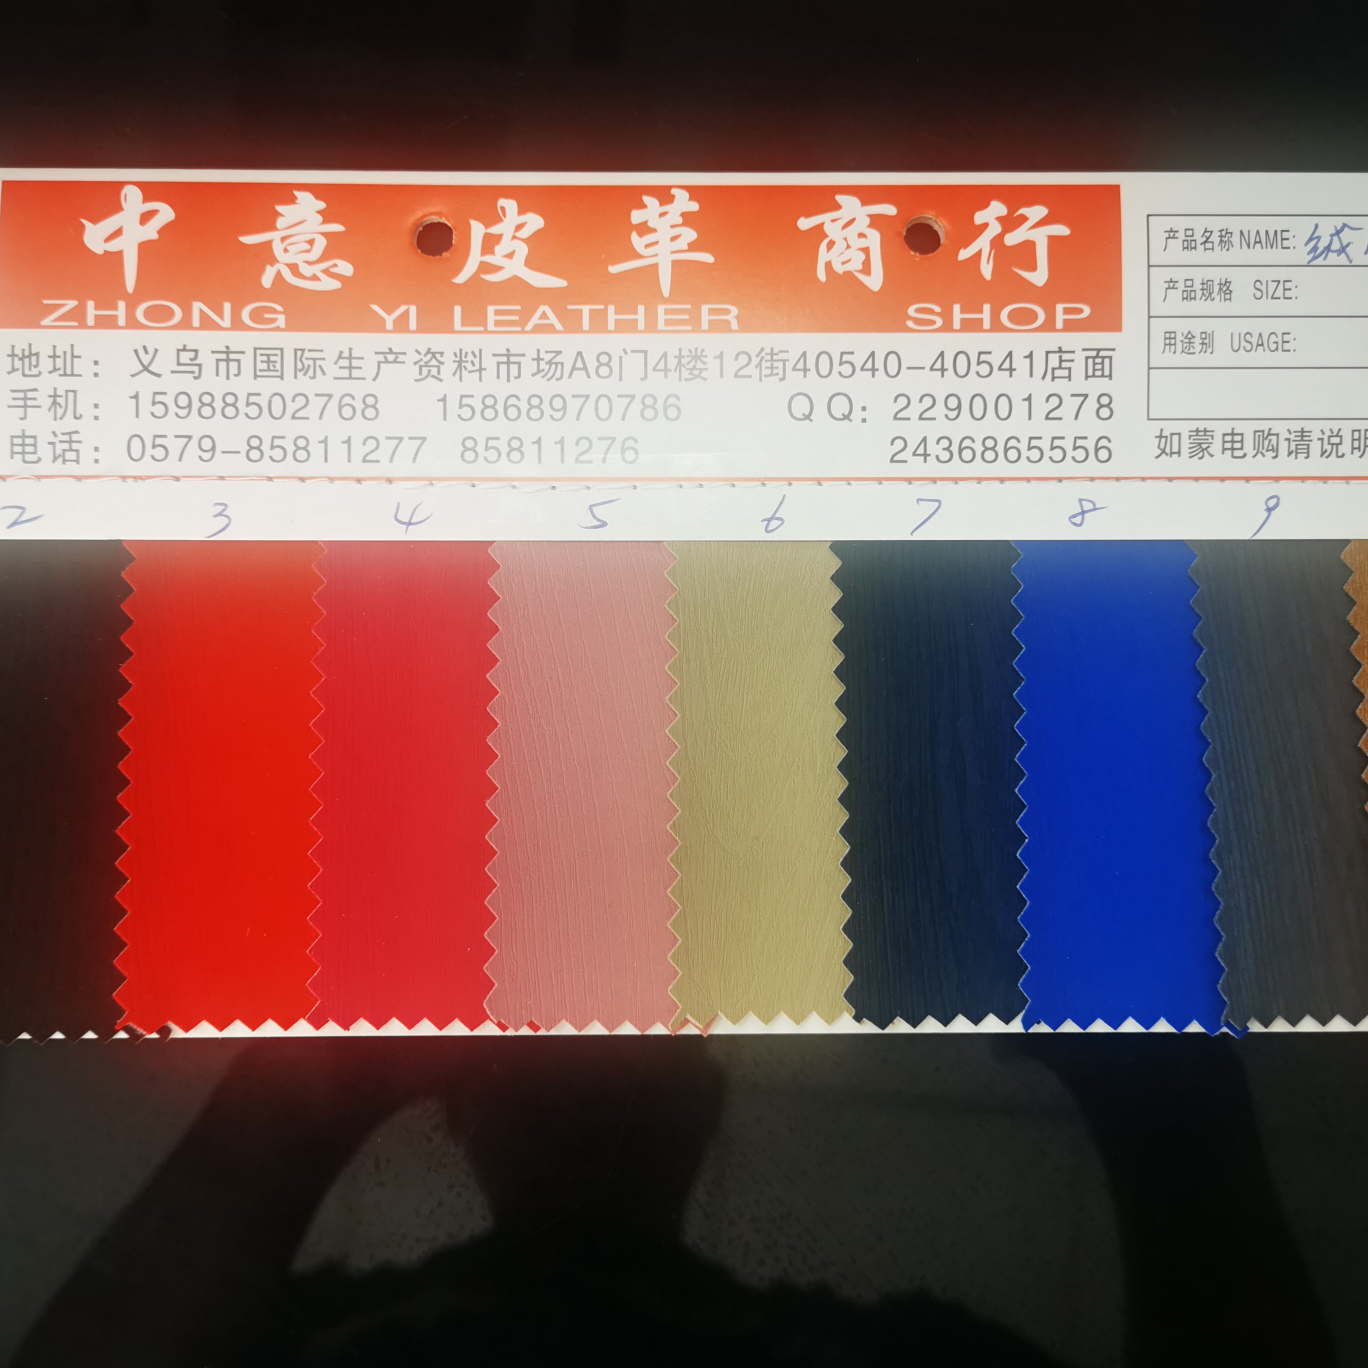 中意皮革商行
ZHONG YI LEATHER SHOP
地址：义乌市国际生产资料市场A8门4楼12街40540-40541店面
手机：15988502768 15868970786 QQ：229001278
电话：0579-85811277 85811276 2436865556
产品名称 NAME: 绒
产品规格 SIZE:
用途别 USAGE:
如蒙电购请说明
2 3 4 5 6 7 8 9